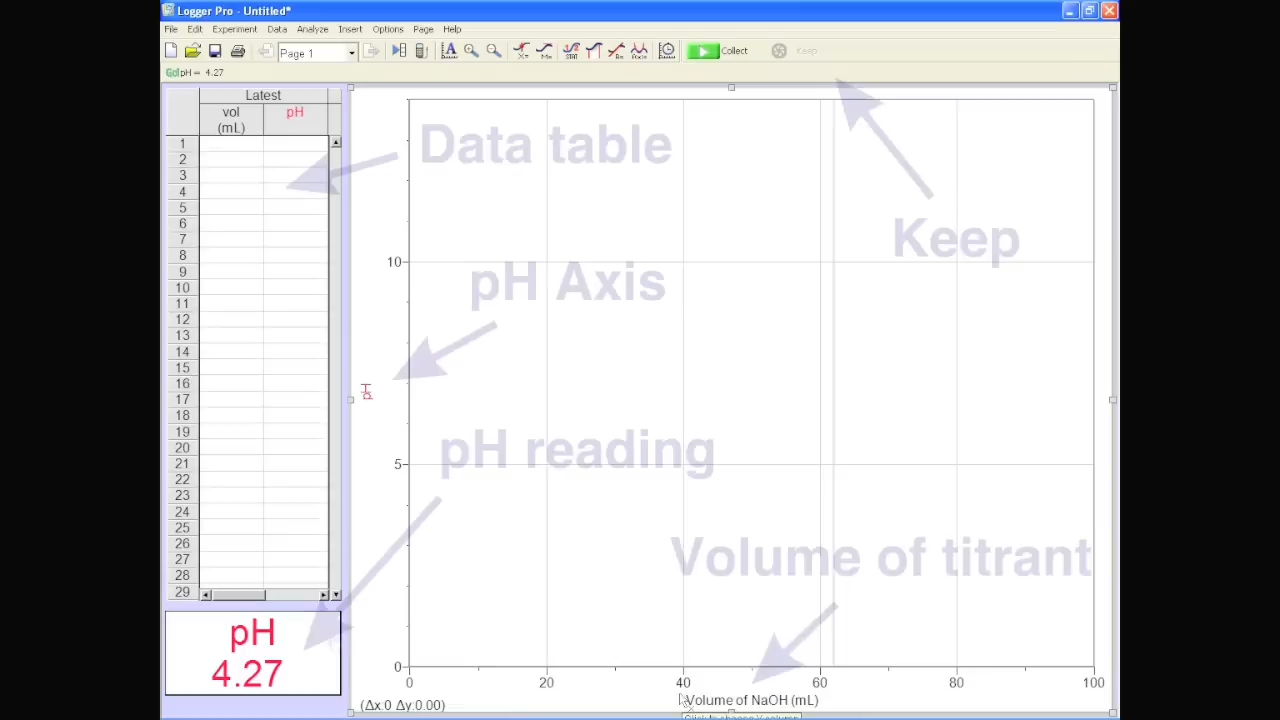 Logger Pro - Untitled*
File Edit Experiment Data Analyze Insert Options Page Help
Page 1
Collect
Keep
Go! pH = 4.27
Latest
vol
(mL)
pH
1
2
3
4
5
6
7
8
9
10
11
12
13
14
15
16
17
18
19
20
21
22
23
24
25
26
27
28
29
pH
4.27
Data table
Keep
pH Axis
pH reading
Volume of titrant
10
pH
5
0
0 20 40 60 80 100
Volume of NaOH (mL)
(Δx:0 Δy:0.00)